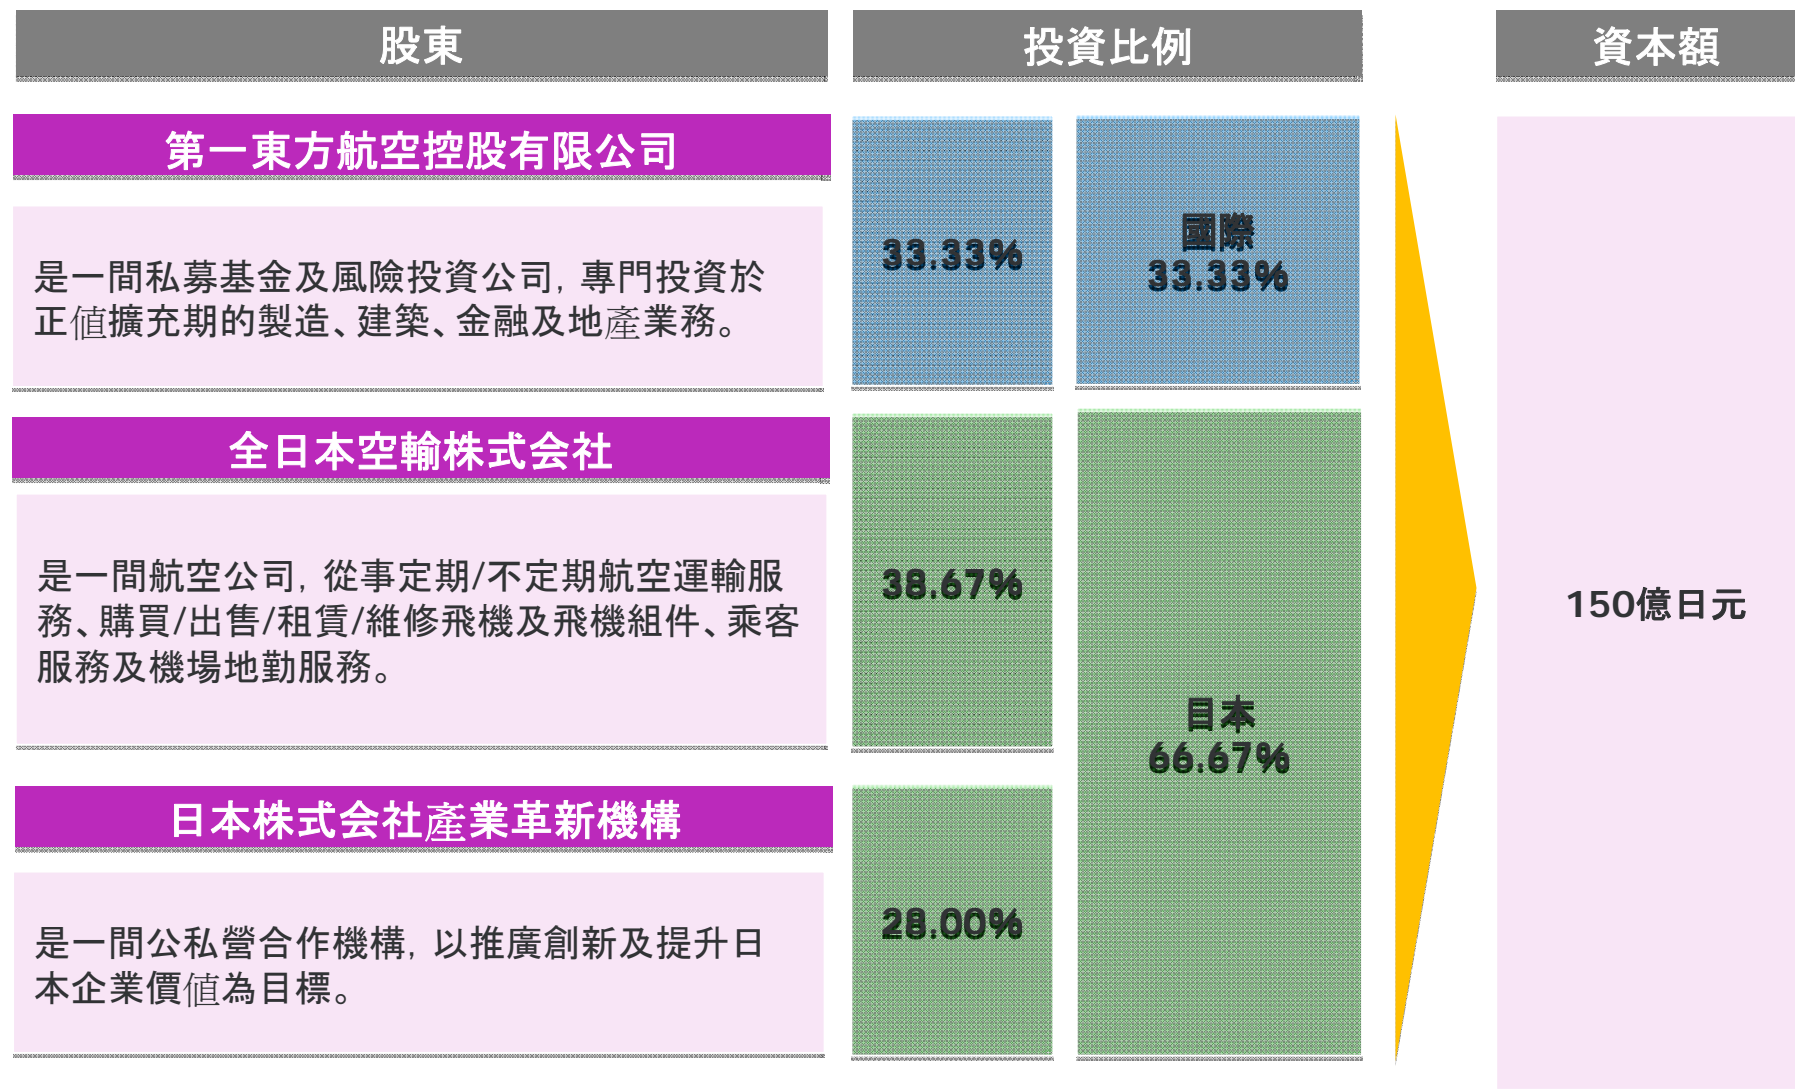 股東
投資比例
資本額
第一東方航空控股有限公司
是一間私募基金及風險投資公司, 專門投資於
正值擴充期的製造、建築、金融及地產業務。
33.33%
國際
33.33%
全日本空輸株式会社
是一間航空公司, 從事定期/不定期航空運輸服
務、購買/出售/租賃/維修飛機及飛機組件、乘客
服務及機場地勤服務。
38.67%
日本
66.67%
150億日元
日本株式会社產業革新機構
是一間公私營合作機構, 以推廣創新及提升日
本企業價值為目標。
28.00%